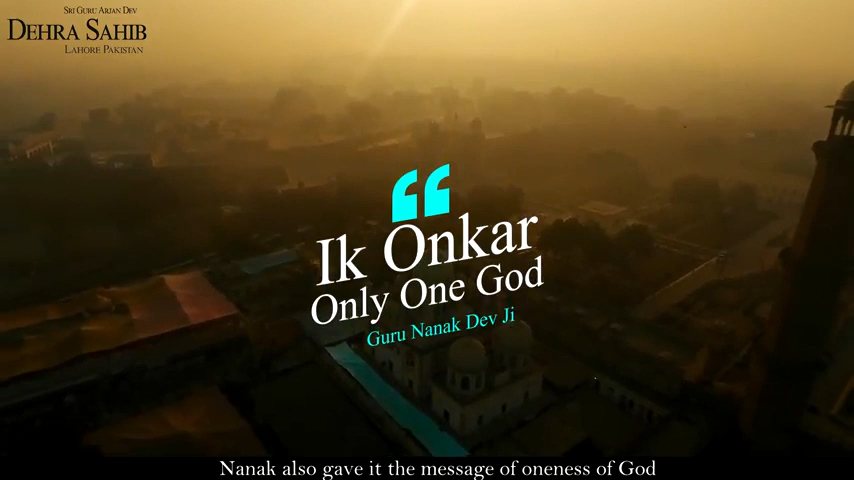 SRI GURU ARJAN DEV
DEHRA SAHIB
LAHORE PAKISTAN
“
Ik Onkar
Only One God
Guru Nanak Dev Ji
Nanak also gave it the message of oneness of God